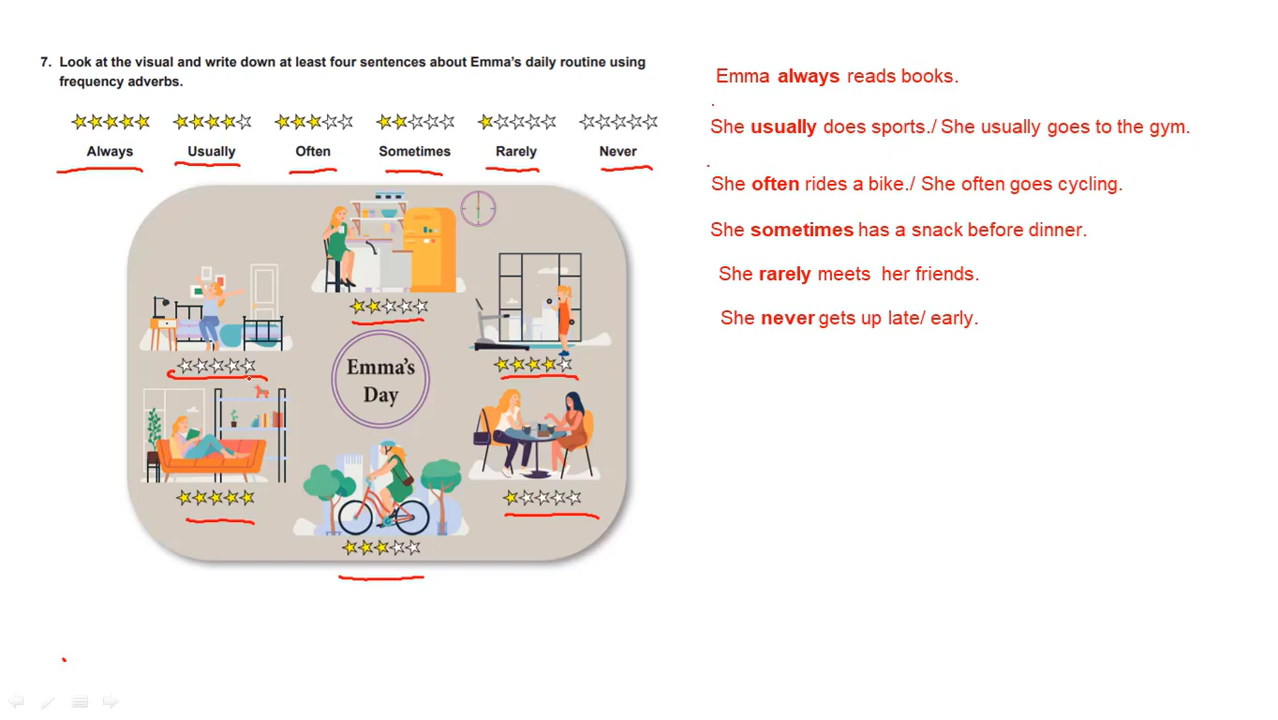 7. Look at the visual and write down at least four sentences about Emma's daily routine using
frequency adverbs.
Always Usually Often Sometimes Rarely Never
Emma's
Day
Emma always reads books.
She usually does sports./ She usually goes to the gym.
She often rides a bike./ She often goes cycling.
She sometimes has a snack before dinner.
She rarely meets her friends.
She never gets up late/ early.